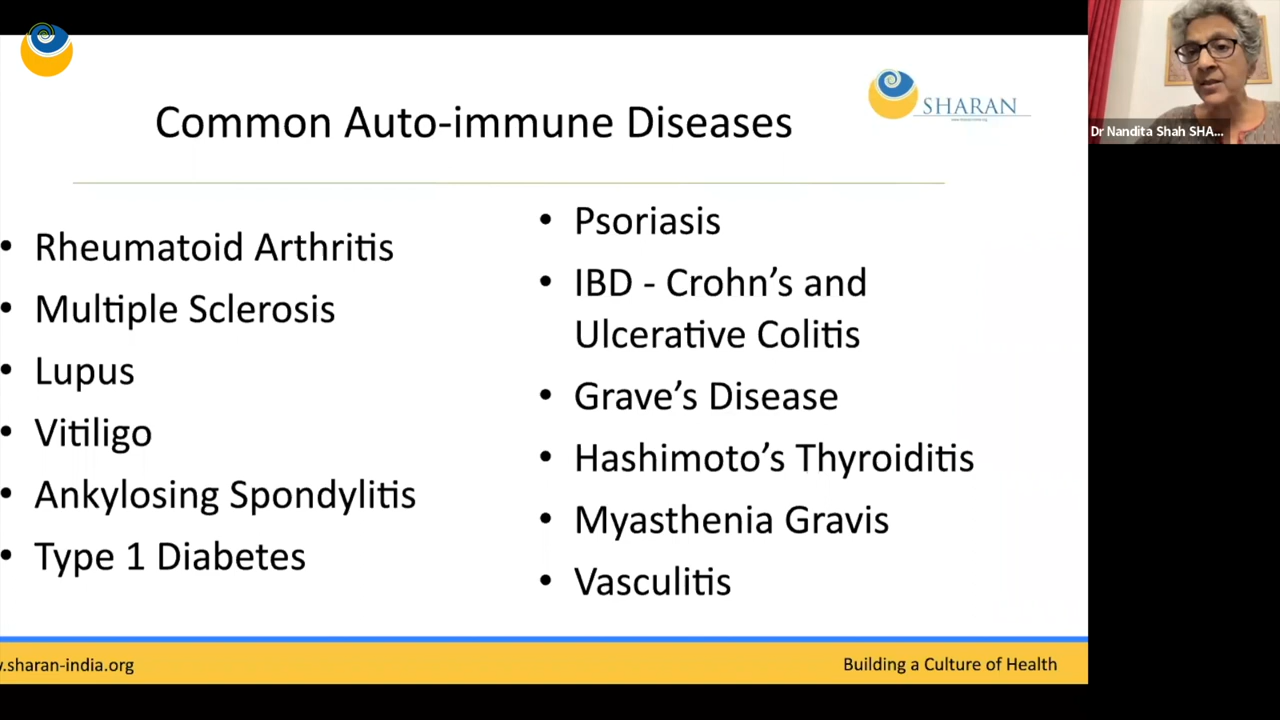 Common Auto-immune Diseases
SHARAN
• Rheumatoid Arthritis
• Multiple Sclerosis
• Lupus
• Vitiligo
• Ankylosing Spondylitis
• Type 1 Diabetes
• Psoriasis
• IBD - Crohn’s and
Ulcerative Colitis
• Grave’s Disease
• Hashimoto’s Thyroiditis
• Myasthenia Gravis
• Vasculitis
.sharan-india.org
Building a Culture of Health
Dr Nandita Shah SHA...